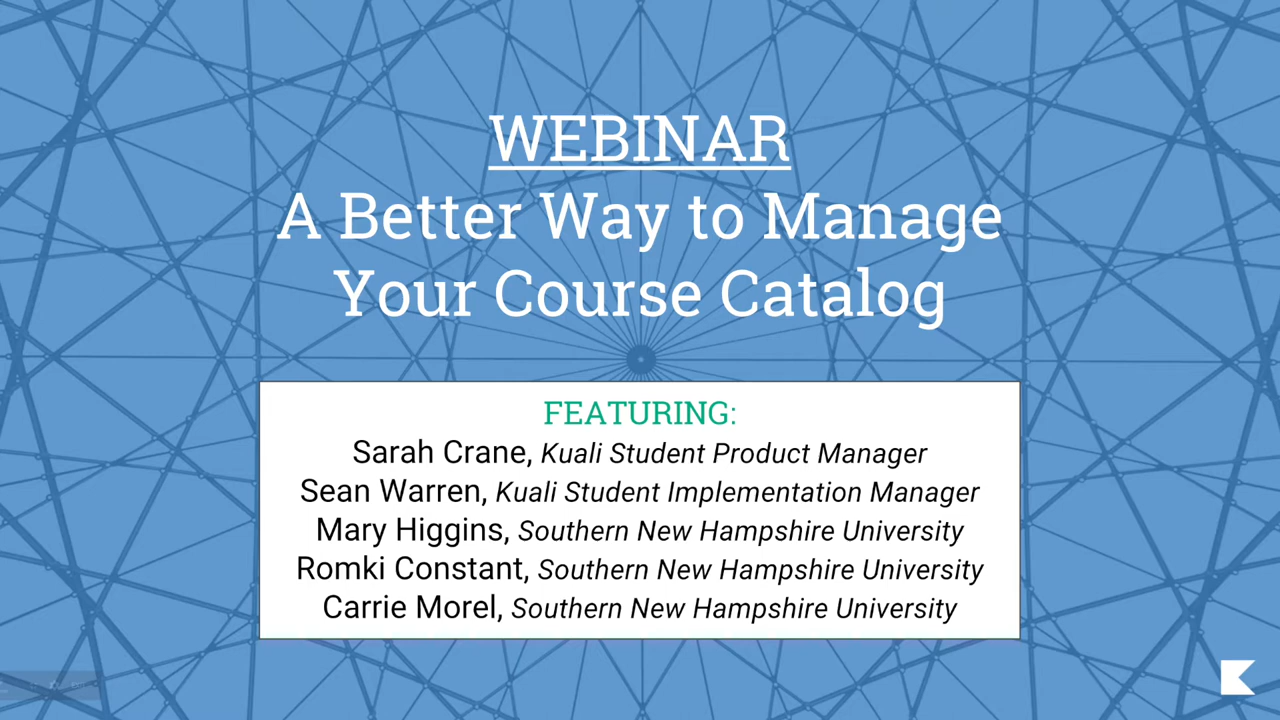 WEBINAR
A Better Way to Manage
Your Course Catalog
FEATURING:
Sarah Crane, Kuali Student Product Manager
Sean Warren, Kuali Student Implementation Manager
Mary Higgins, Southern New Hampshire University
Romki Constant, Southern New Hampshire University
Carrie Morel, Southern New Hampshire University